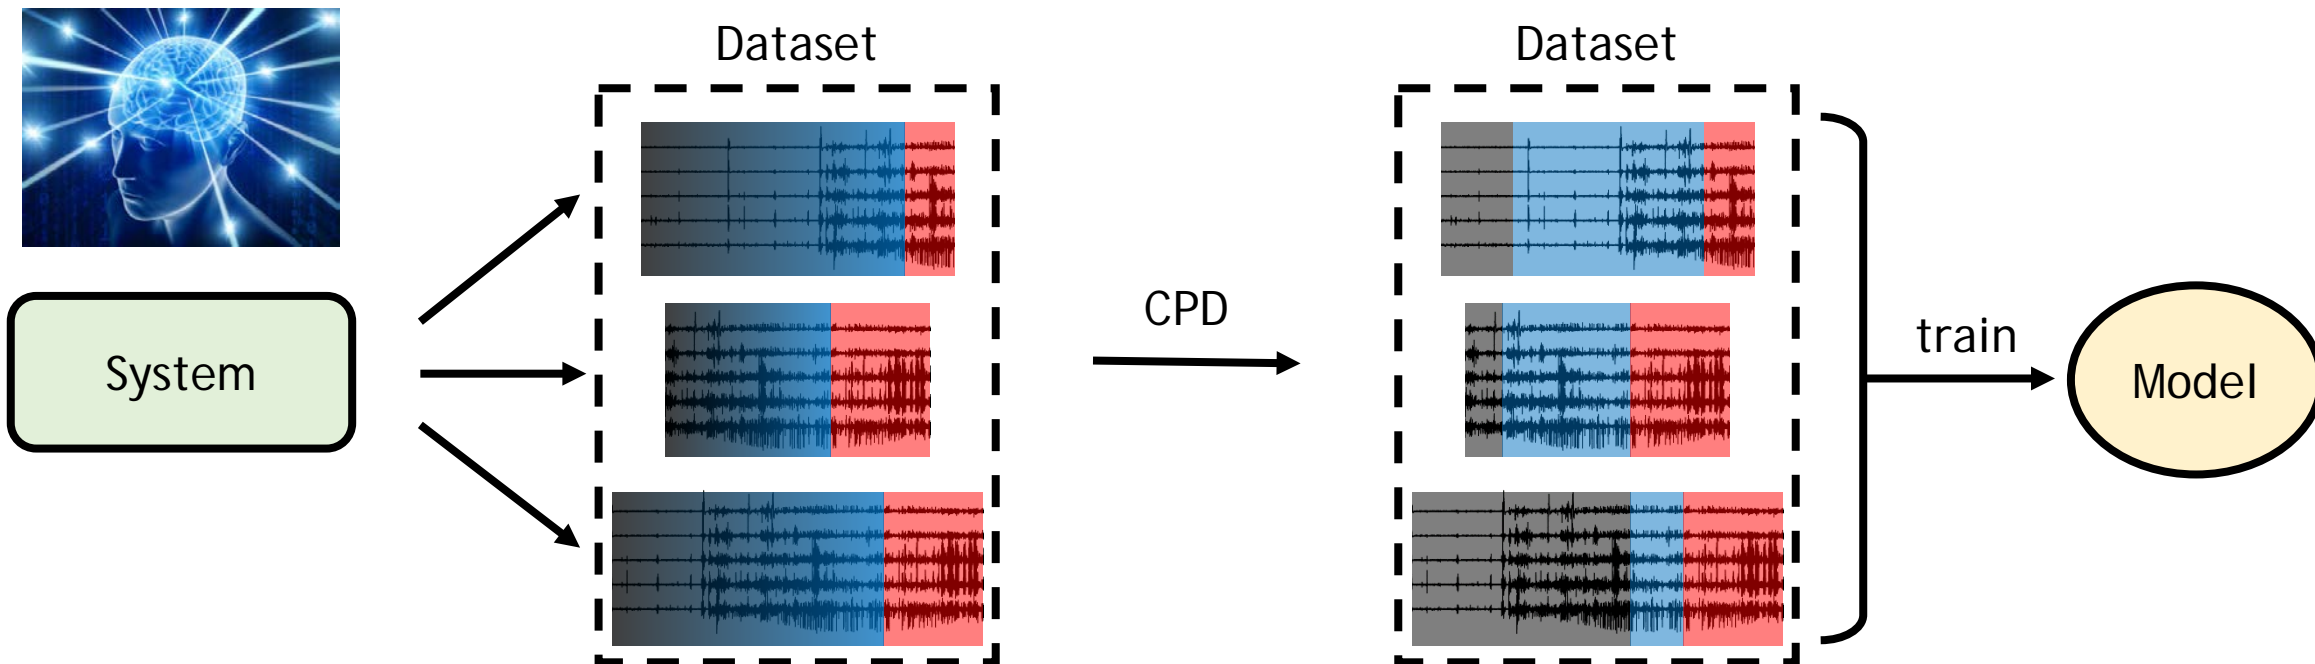 Dataset
Dataset
System
CPD
train
Model